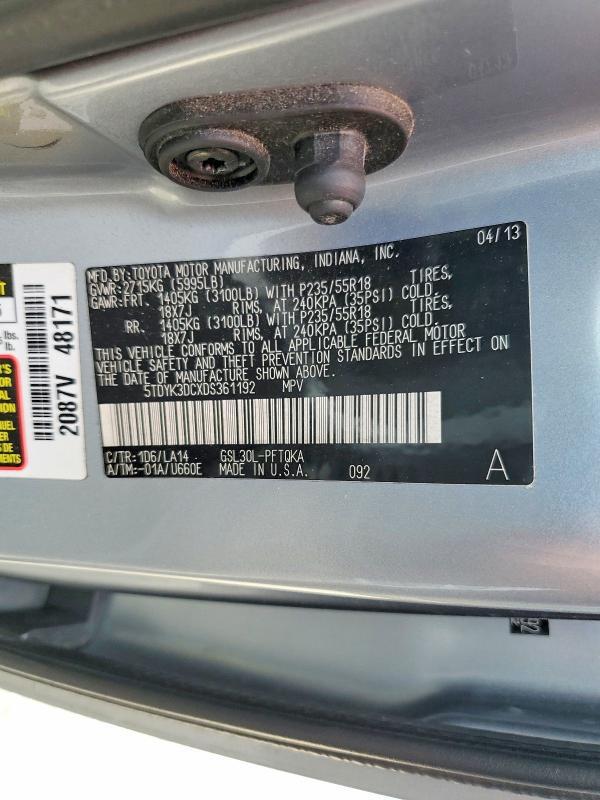 04/13
MFD. BY: TOYOTA MOTOR MANUFACTURING, INDIANA, INC.
GVWR: 2715KG (5995LB)
GAWR: FRT. 1405KG (3100LB) WITH P235/55R18 TIRES,
18X7J RIMS, AT 240KPA (35PSI) COLD.
RR. 1405KG (3100LB) WITH P235/55R18 TIRES,
18X7J RIMS, AT 240KPA (35PSI) COLD.
THIS VEHICLE CONFORMS TO ALL APPLICABLE FEDERAL MOTOR
VEHICLE SAFETY AND THEFT PREVENTION STANDARDS IN EFFECT ON
THE DATE OF MANUFACTURE SHOWN ABOVE.
5TDYK3DCXDS361192 MPV
C/TR: 1D6/LA14 GSL30L-PFTQKA
A/TM: -01A/U660E MADE IN U.S.A. 092 A
2087V 48171
lbs.
lb.